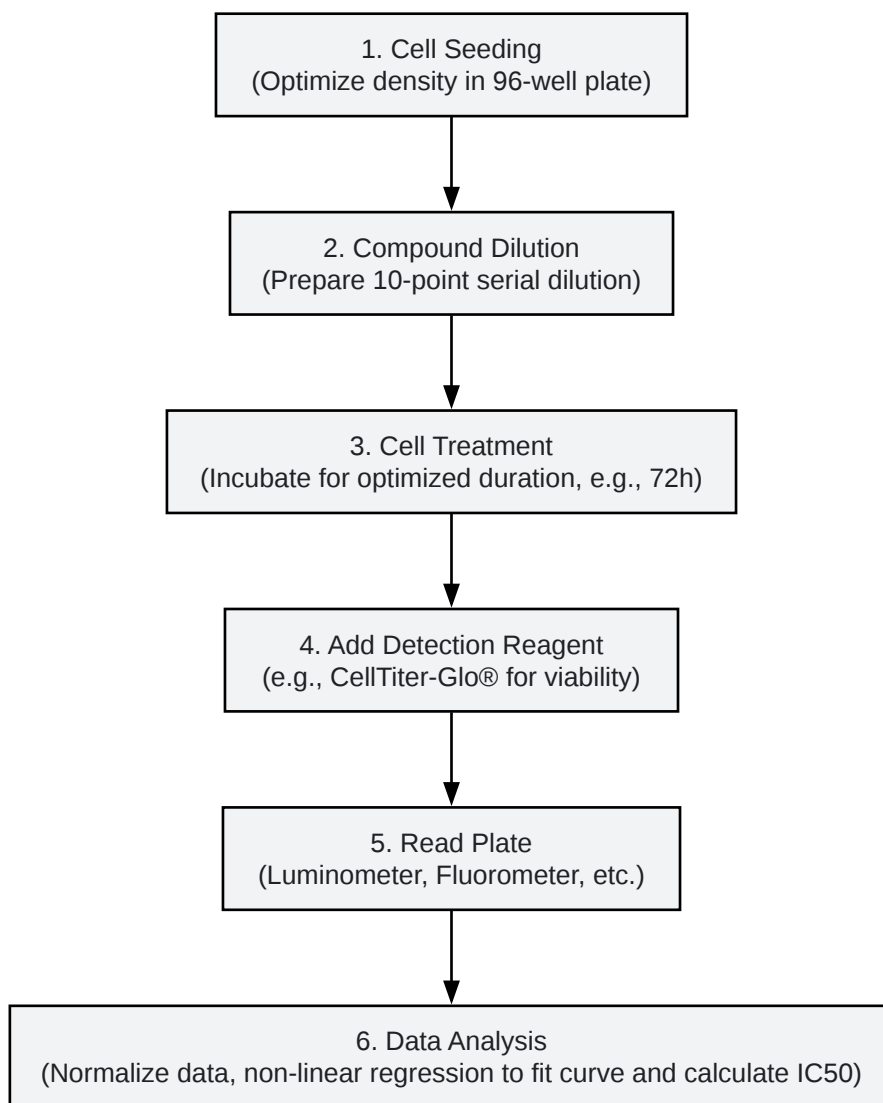 1. Cell Seeding
(Optimize density in 96-well plate)
2. Compound Dilution
(Prepare 10-point serial dilution)
3. Cell Treatment
(Incubate for optimized duration, e.g., 72h)
4. Add Detection Reagent
(e.g., CellTiter-Glo® for viability)
5. Read Plate
(Luminometer, Fluorometer, etc.)
6. Data Analysis
(Normalize data, non-linear regression to fit curve and calculate IC50)